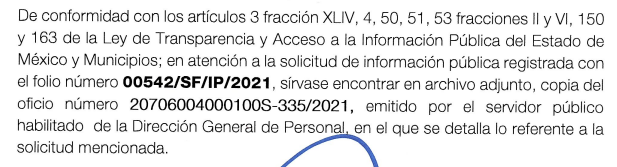 De conformidad con los artículos 3 fracción XLIV, 4, 50, 51, 53 fracciones II y VI, 150
y 163 de la Ley de Transparencia y Acceso a la Información Pública del Estado de
México y Municipios; en atención a la solicitud de información pública registrada con
el folio número 00542/SF/IP/2021, sírvase encontrar en archivo adjunto, copia del
oficio número 20706004000100S-335/2021, emitido por el servidor público
habilitado de la Dirección General de Personal, en el que se detalla lo referente a la
solicitud mencionada.